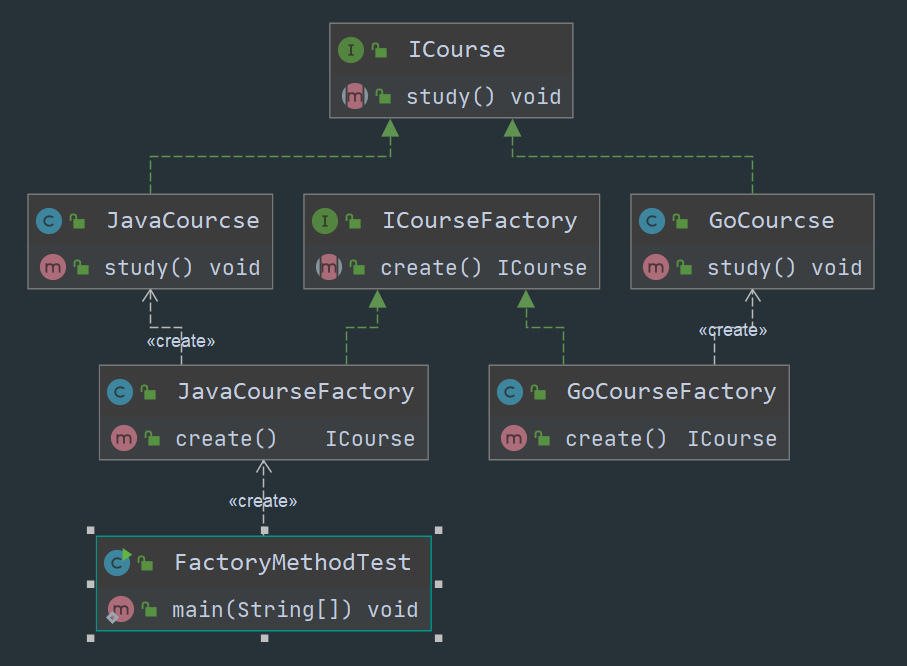 ICourse
study() void
JavaCourcse
study() void
ICourseFactory
create() ICourse
GoCourcse
study() void
«create»
«create»
JavaCourseFactory
create() ICourse
GoCourseFactory
create() ICourse
«create»
FactoryMethodTest
main(String[]) void